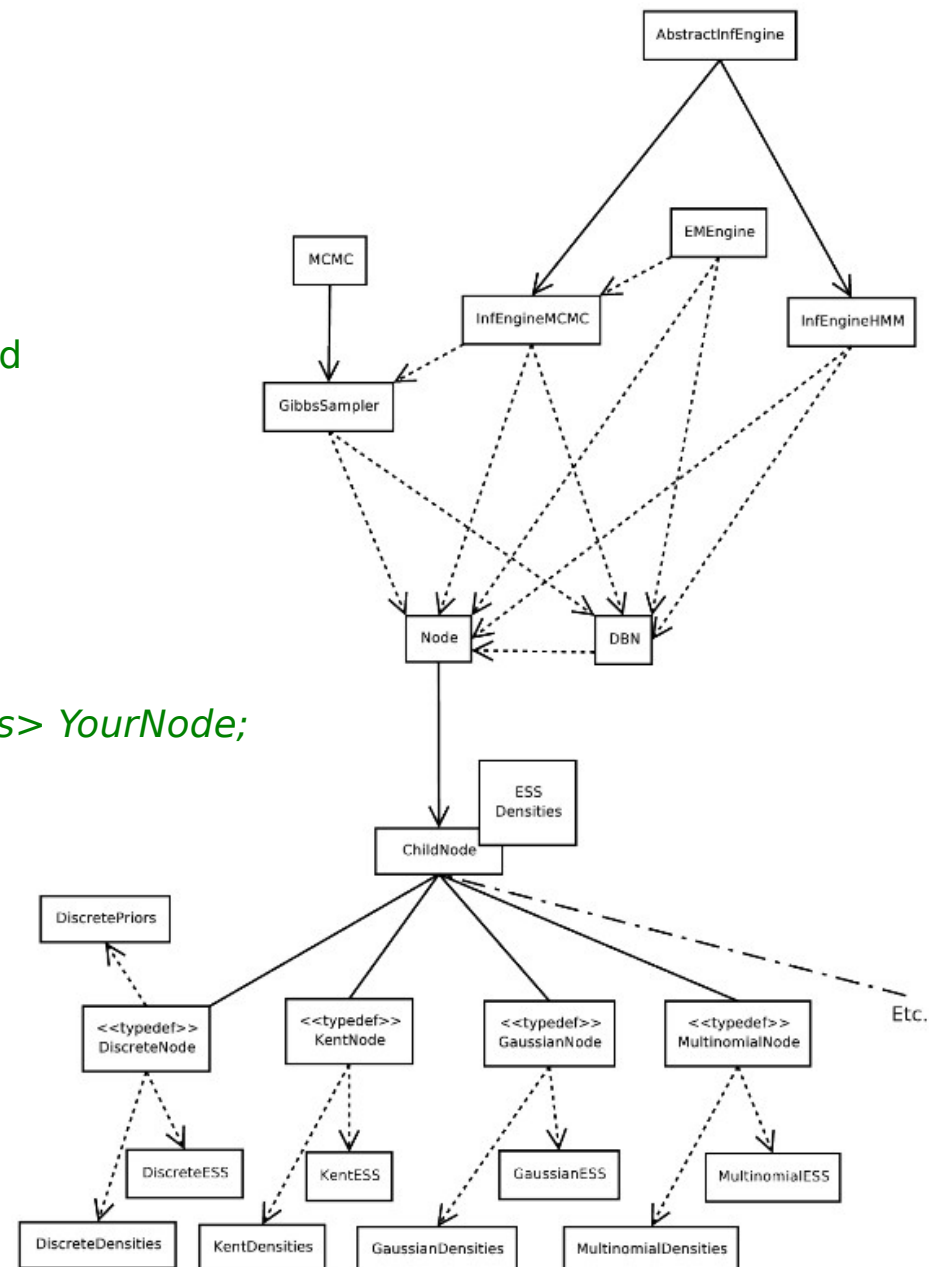 AbstractInfEngine
EMEngine
MCMC
InfEngineMCMC
InfEngineHMM
d
GibbsSampler
Node
DBN
s> YourNode;
ESS
Densities
ChildNode
DiscretePriors
Etc.
<<typedef>>
DiscreteNode
<<typedef>>
KentNode
<<typedef>>
GaussianNode
<<typedef>>
MultinomialNode
DiscreteESS
KentESS
GaussianESS
MultinomialESS
DiscreteDensities
KentDensities
GaussianDensities
MultinomialDensities